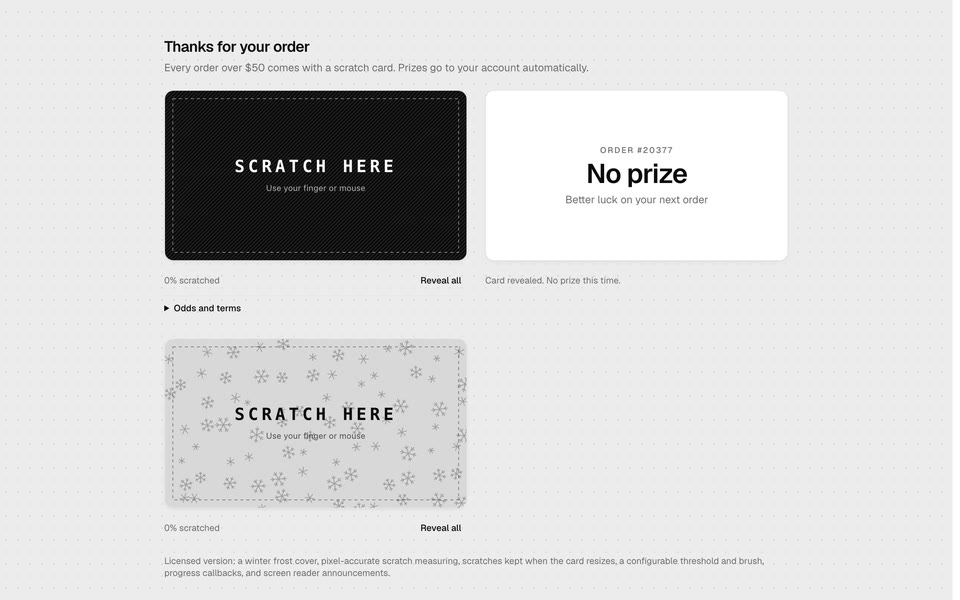 Thanks for your order
Every order over $50 comes with a scratch card. Prizes go to your account automatically.
SCRATCH HERE
Use your finger or mouse
0% scratched
Reveal all
ORDER #20377
No prize
Better luck on your next order
Card revealed. No prize this time.
Odds and terms
SCRATCH HERE
Use your finger or mouse
0% scratched
Reveal all
Licensed version: a winter frost cover, pixel-accurate scratch measuring, scratches kept when the card resizes, a configurable threshold and brush,
progress callbacks, and screen reader announcements.